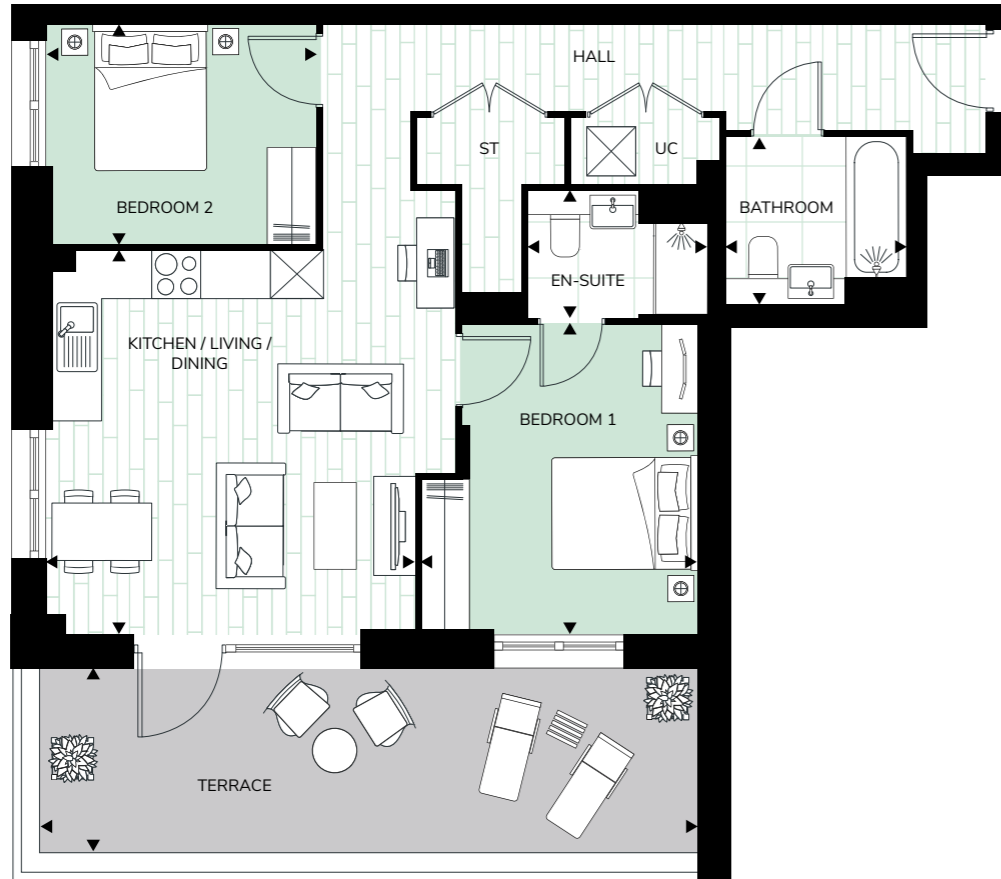 HALL
ST
UC
BEDROOM 2
BATHROOM
EN-SUITE
KITCHEN / LIVING /
DINING
BEDROOM 1
TERRACE